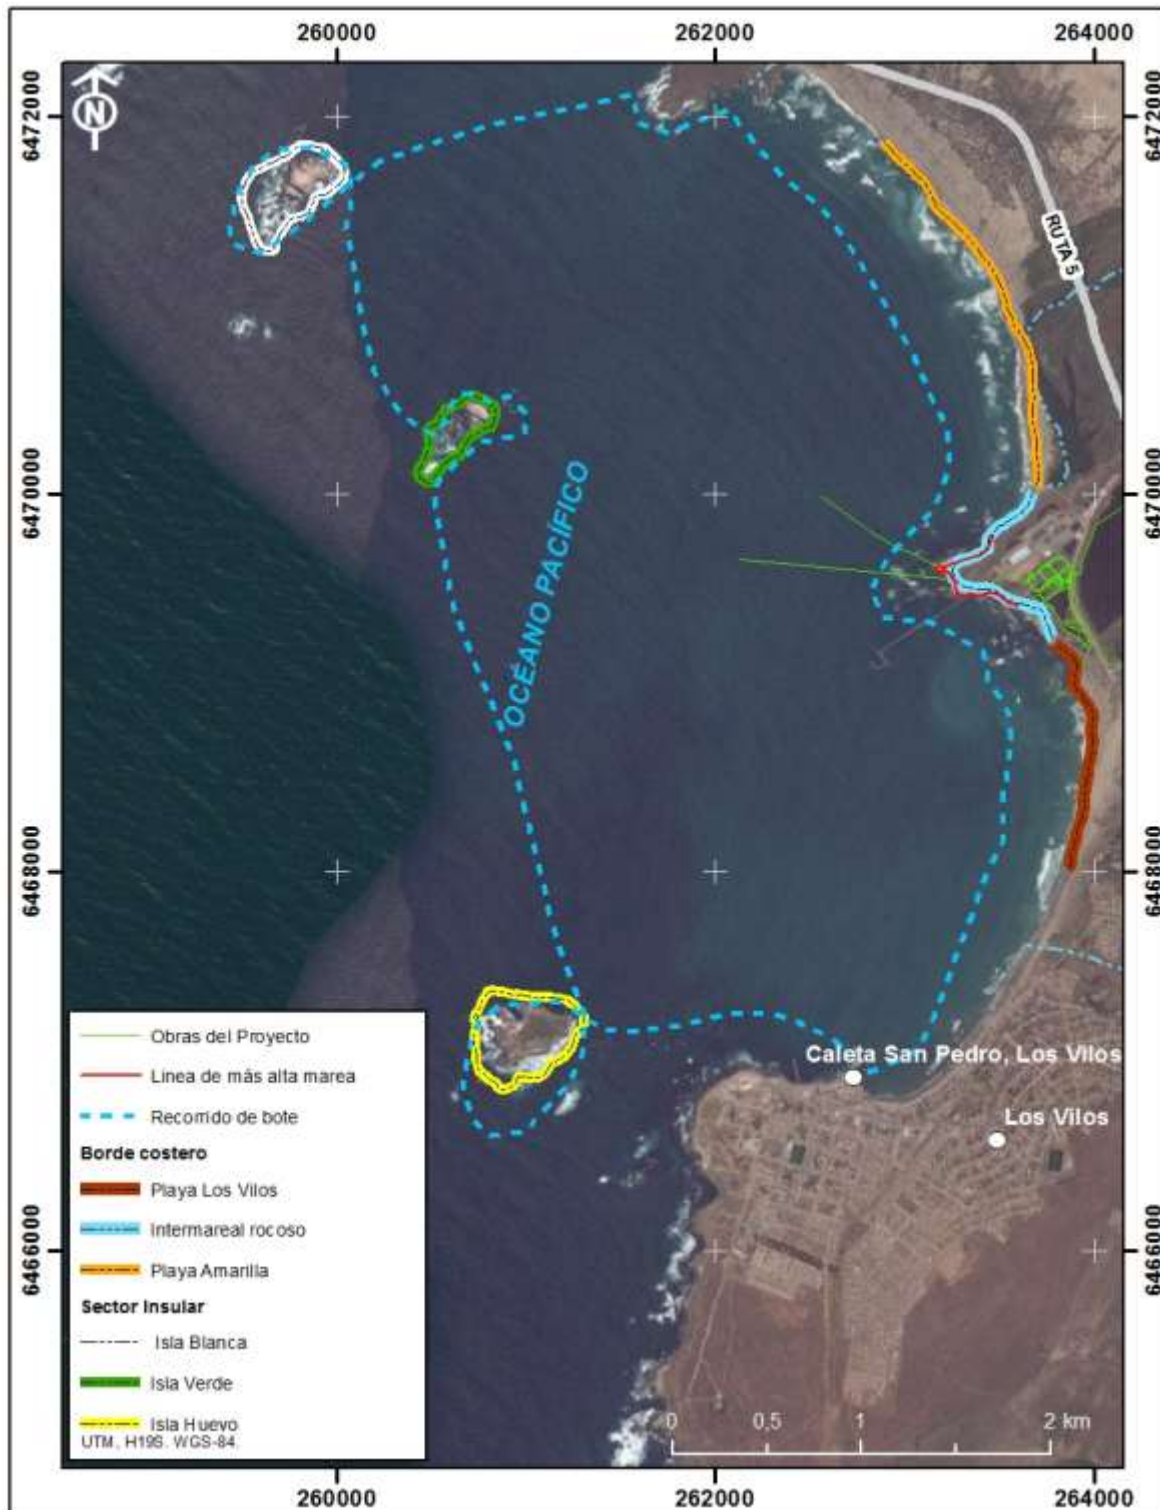 260000 262000 264000
6472000 6472000
N
RUTA 5
6470000 6470000
OCÉANO PACÍFICO
6468000 6468000
Obras del Proyecto
Linea de más alta marea
Recorrido de bote
Borde costero
Playa Los Vilos
Intermareal rocoso
Playa Amarilla
Sector Insular
Isla Blanca
Isla Verde
Isla Huevo
UTM, H19S. WGS-84.
Caleta San Pedro, Los Vilos
Los Vilos
6466000 6466000
0 0,5 1 2 km
260000 262000 264000